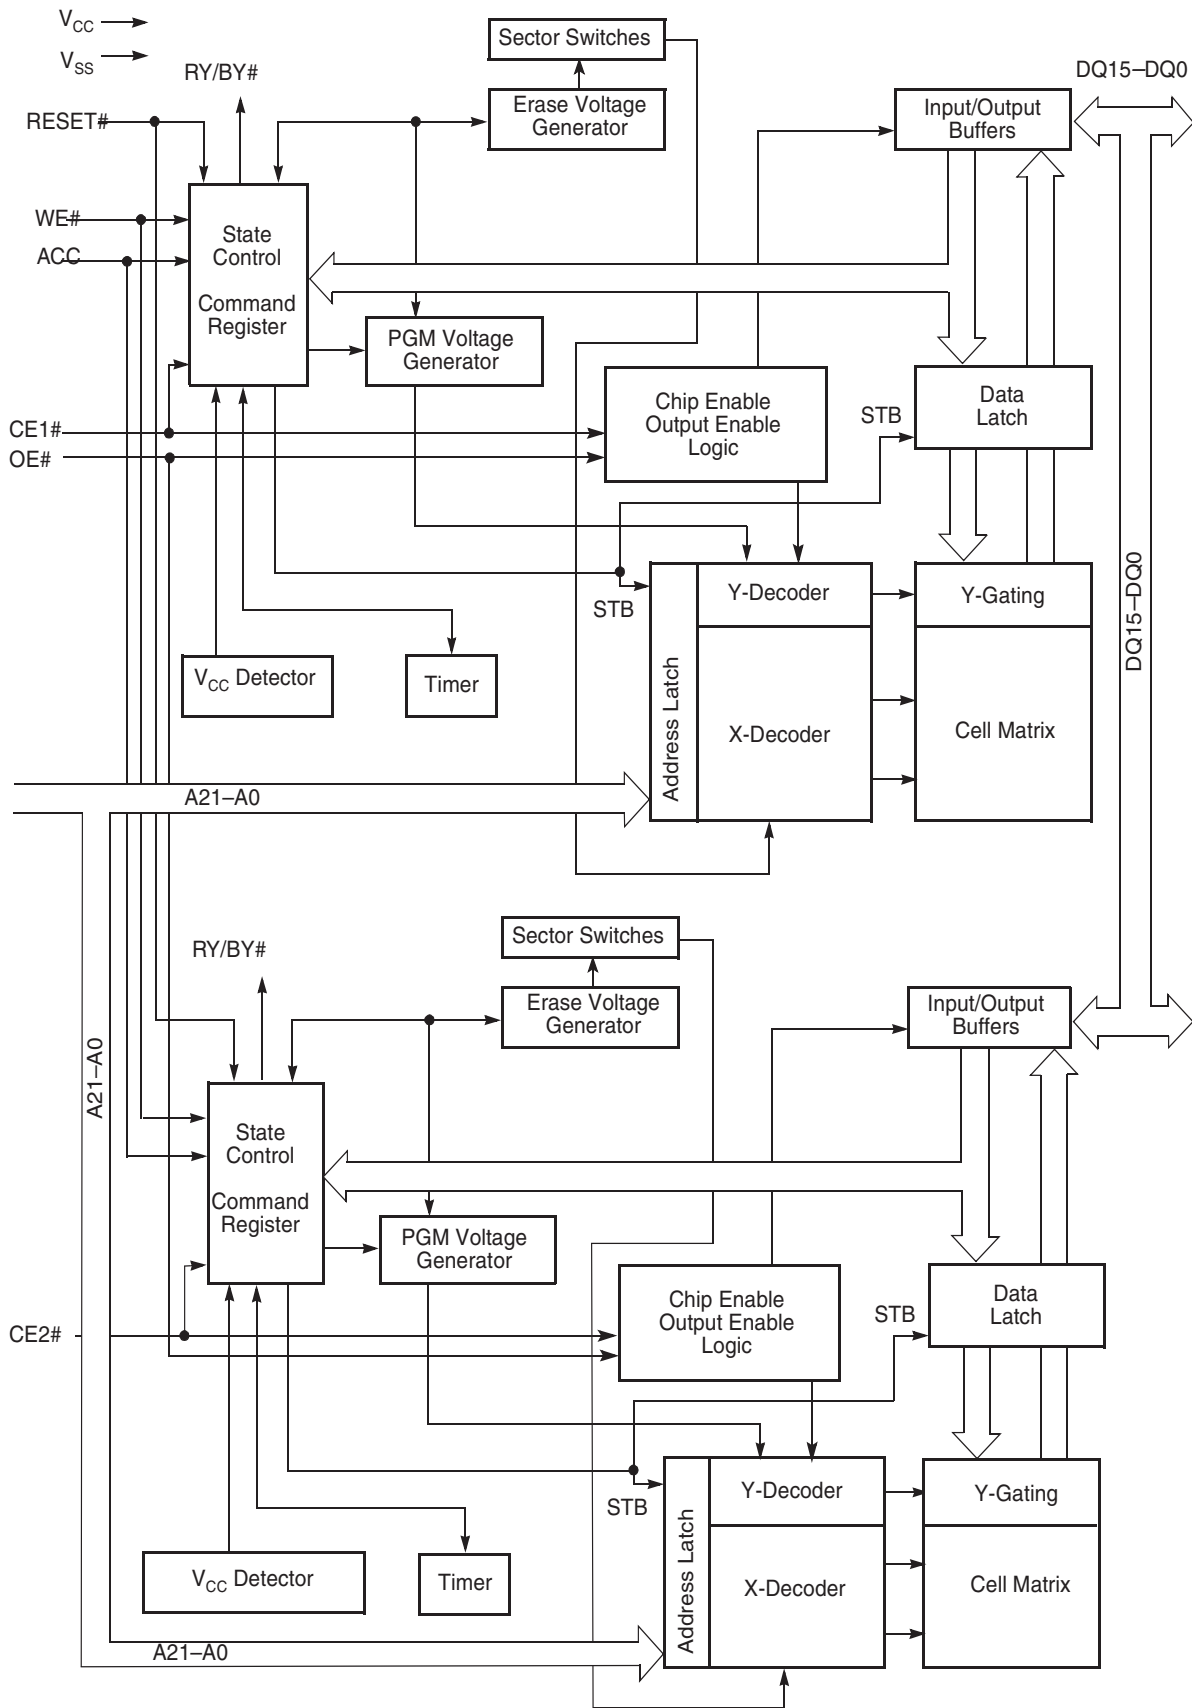 VCC
VSS
Sector Switches
RY/BY#
DQ15–DQ0
RESET#
Erase Voltage
Generator
Input/Output
Buffers
WE#
ACC
State
Control
Command
Register
PGM Voltage
Generator
CE1#
OE#
Chip Enable
Output Enable
Logic
STB
Data
Latch
STB
Y-Decoder
Y-Gating
DQ15–DQ0
VCC Detector
Timer
Address Latch
X-Decoder
Cell Matrix
A21–A0
Sector Switches
RY/BY#
Erase Voltage
Generator
Input/Output
Buffers
A21–A0
State
Control
Command
Register
PGM Voltage
Generator
Chip Enable
Output Enable
Logic
Data
Latch
STB
CE2#
STB
Y-Decoder
Y-Gating
VCC Detector
Timer
Address Latch
X-Decoder
Cell Matrix
A21–A0